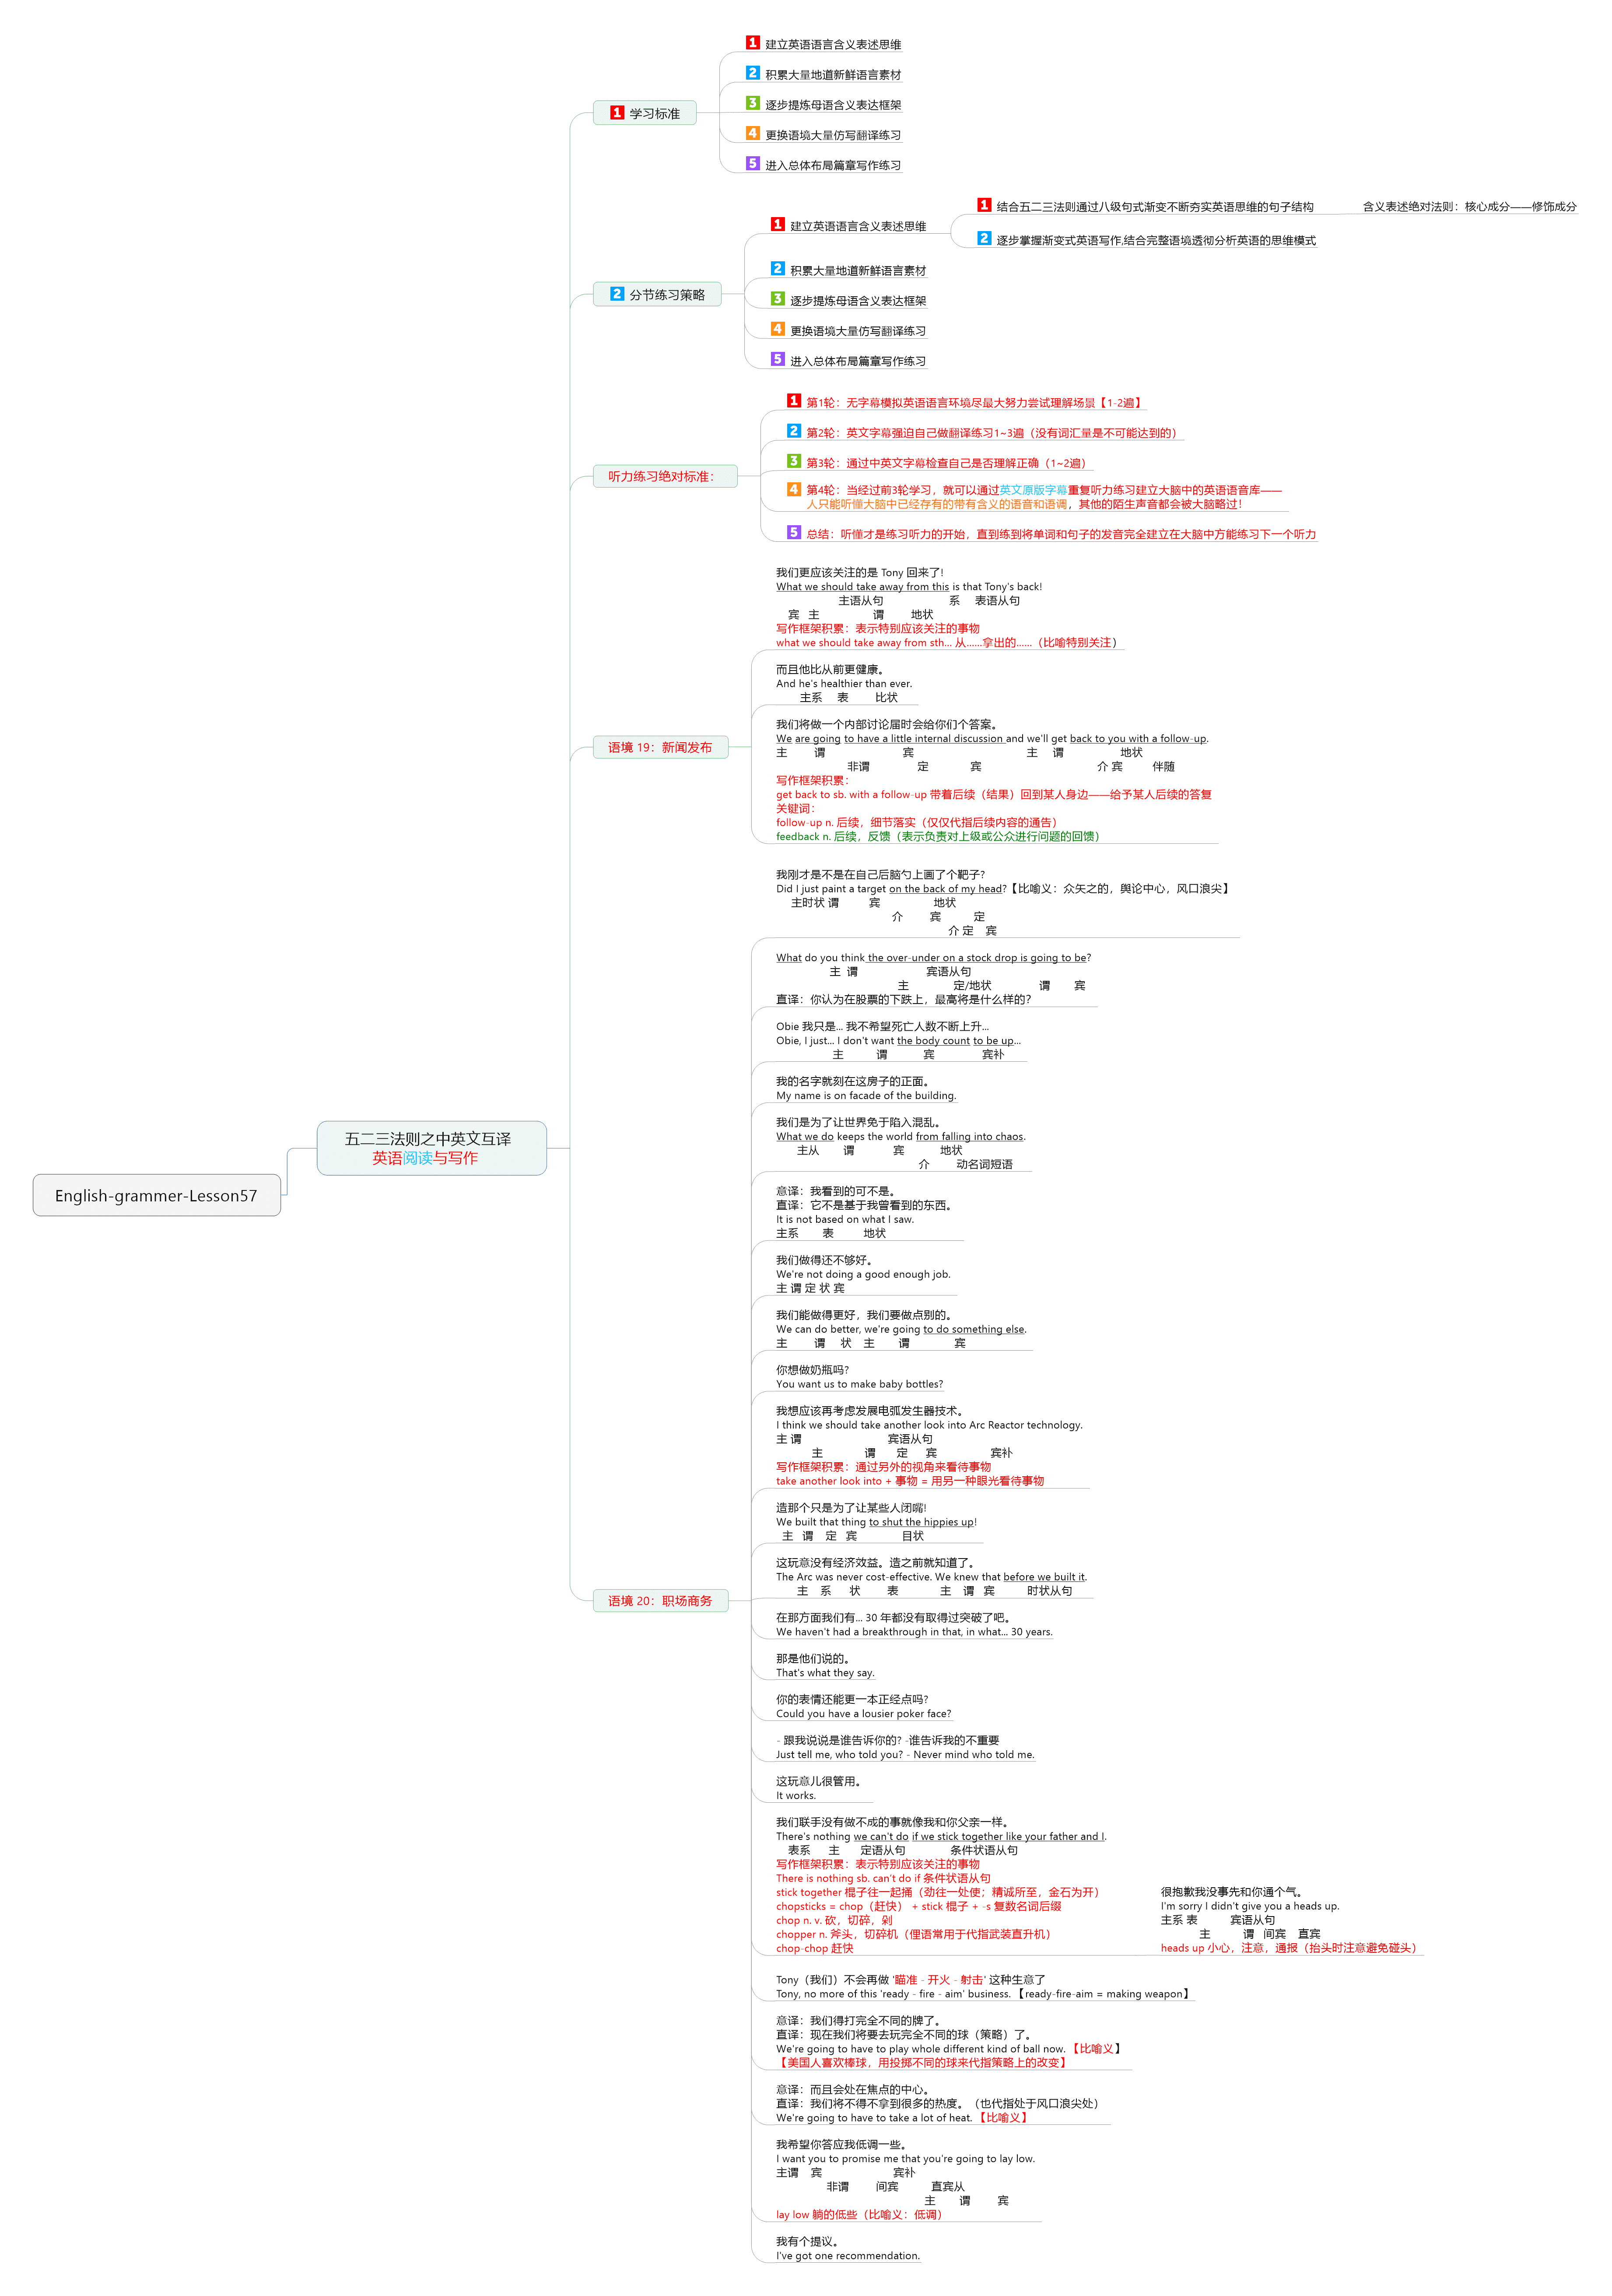 English-grammer-Lesson57
五二三法则之中英文互译
英语阅读与写作
1 学习标准
1 建立英语语言含义表述思维
2 积累大量地道新鲜语言素材
3 逐步提炼母语含义表达框架
4 更换语境大量仿写翻译练习
5 进入总体布局篇章写作练习
2 分节练习策略
1 建立英语语言含义表述思维
1 结合五二三法则通过八级句式渐变不断夯实英语思维的句子结构
含义表述绝对法则：核心成分——修饰成分
2 逐步掌握渐变式英语写作,结合完整语境透彻分析英语的思维模式
2 积累大量地道新鲜语言素材
3 逐步提炼母语含义表达框架
4 更换语境大量仿写翻译练习
5 进入总体布局篇章写作练习
听力练习绝对标准：
1 第1轮：无字幕模拟英语语言环境尽最大努力尝试理解场景【1-2遍】
2 第2轮：英文字幕强迫自己做翻译练习1~3遍（没有词汇量是不可能达到的）
3 第3轮：通过中英文字幕检查自己是否理解正确（1~2遍）
4 第4轮：当经过前3轮学习，就可以通过英文原版字幕重复听力练习建立大脑中的英语语音库——
人只能听懂大脑中已经存有的带有含义的语音和语调，其他的陌生声音都会被大脑略过！
5 总结：听懂才是练习听力的开始，直到练到将单词和句子的发音完全建立在大脑中方能练习下一个听力
语境 19：新闻发布
我们更应该关注的是 Tony 回来了!
What we should take away from this is that Tony's back!
主语从句 系 表语从句
宾 主 谓 地状
写作框架积累：表示特别应该关注的事物
what we should take away from sth... 从……拿出的……（比喻特别关注）
而且他比从前更健康。
And he's healthier than ever.
主系 表 比状
我们将做一个内部讨论届时会给你们个答案。
We are going to have a little internal discussion and we'll get back to you with a follow-up.
主 谓 宾 主 谓 地状
非谓 定 宾 介 宾 伴随
写作框架积累：
get back to sb. with a follow-up 带着后续（结果）回到某人身边——给予某人后续的答复
关键词：
follow-up n. 后续，细节落实（仅仅代指后续内容的通告）
feedback n. 后续，反馈（表示负责对上级或公众进行问题的回馈）
语境 20：职场商务
我刚才是不是在自己后脑勺上画了个靶子?
Did I just paint a target on the back of my head?【比喻义：众矢之的，舆论中心，风口浪尖】
主时状 谓 宾 地状
介 宾 定
介 定 宾
What do you think the over-under on a stock drop is going to be?
主 谓 宾语从句
主 定/地状 谓 宾
直译：你认为在股票的下跌上，最高将是什么样的？
Obie 我只是... 我不希望死亡人数不断上升...
Obie, I just... I don't want the body count to be up...
主 谓 宾 宾补
我的名字就刻在这房子的正面。
My name is on facade of the building.
我们是为了让世界免于陷入混乱。
What we do keeps the world from falling into chaos.
主从 谓 宾 地状
介 动名词短语
意译：我看到的可不是。
直译：它不是基于我曾看到的东西。
It is not based on what I saw.
主系 表 地状
我们做得还不够好。
We're not doing a good enough job.
主 谓 定 状 宾
我们能做得更好，我们要做点别的。
We can do better, we're going to do something else.
主 谓 状 主 谓 宾
你想做奶瓶吗?
You want us to make baby bottles?
我想应该再考虑发展电弧发生器技术。
I think we should take another look into Arc Reactor technology.
主 谓 宾语从句
主 谓 定 宾 宾补
写作框架积累：通过另外的视角来看待事物
take another look into + 事物 = 用另一种眼光看待事物
造那个只是为了让某些人闭嘴!
We built that thing to shut the hippies up!
主 谓 定 宾 目状
这玩意没有经济效益。造之前就知道了。
The Arc was never cost-effective. We knew that before we built it.
主 系 状 表 主 谓 宾 时状从句
在那方面我们有... 30 年都没有取得过突破了吧。
We haven't had a breakthrough in that, in what... 30 years.
那是他们说的。
That's what they say.
你的表情还能更一本正经点吗?
Could you have a lousier poker face?
- 跟我说说是谁告诉你的? -谁告诉我的不重要
Just tell me, who told you? - Never mind who told me.
这玩意儿很管用。
It works.
我们联手没有做不成的事就像我和你父亲一样。
There's nothing we can't do if we stick together like your father and I.
表系 主 定语从句 条件状语从句
写作框架积累：表示特别应该关注的事物
There is nothing sb. can't do if 条件状语从句
stick together 棍子往一起捅（劲往一处使；精诚所至，金石为开）
chopsticks = chop（赶快） + stick 棍子 + -s 复数名词后缀
chop n. v. 砍，切碎，剁
chopper n. 斧头，切碎机（俚语常用于代指武装直升机）
chop-chop 赶快
很抱歉我没事先和你通个气。
I'm sorry I didn't give you a heads up.
主系 表 宾语从句
主 谓 间宾 直宾
heads up 小心，注意，通报（抬头时注意避免碰头）
Tony（我们）不会再做 '瞄准 - 开火 - 射击' 这种生意了
Tony, no more of this 'ready - fire - aim' business. 【ready-fire-aim = making weapon】
意译：我们得打完全不同的牌了。
直译：现在我们将要去玩完全不同的球（策略）了。
We're going to have to play whole different kind of ball now. 【比喻义】
【美国人喜欢棒球，用投掷不同的球来代指策略上的改变】
意译：而且会处在焦点的中心。
直译：我们将不得不拿到很多的热度。（也代指处于风口浪尖处）
We're going to have to take a lot of heat. 【比喻义】
我希望你答应我低调一些。
I want you to promise me that you're going to lay low.
主谓 宾 宾补
非谓 间宾 直宾从
主 谓 宾
lay low 躺的低些（比喻义：低调）
我有个提议。
I've got one recommendation.